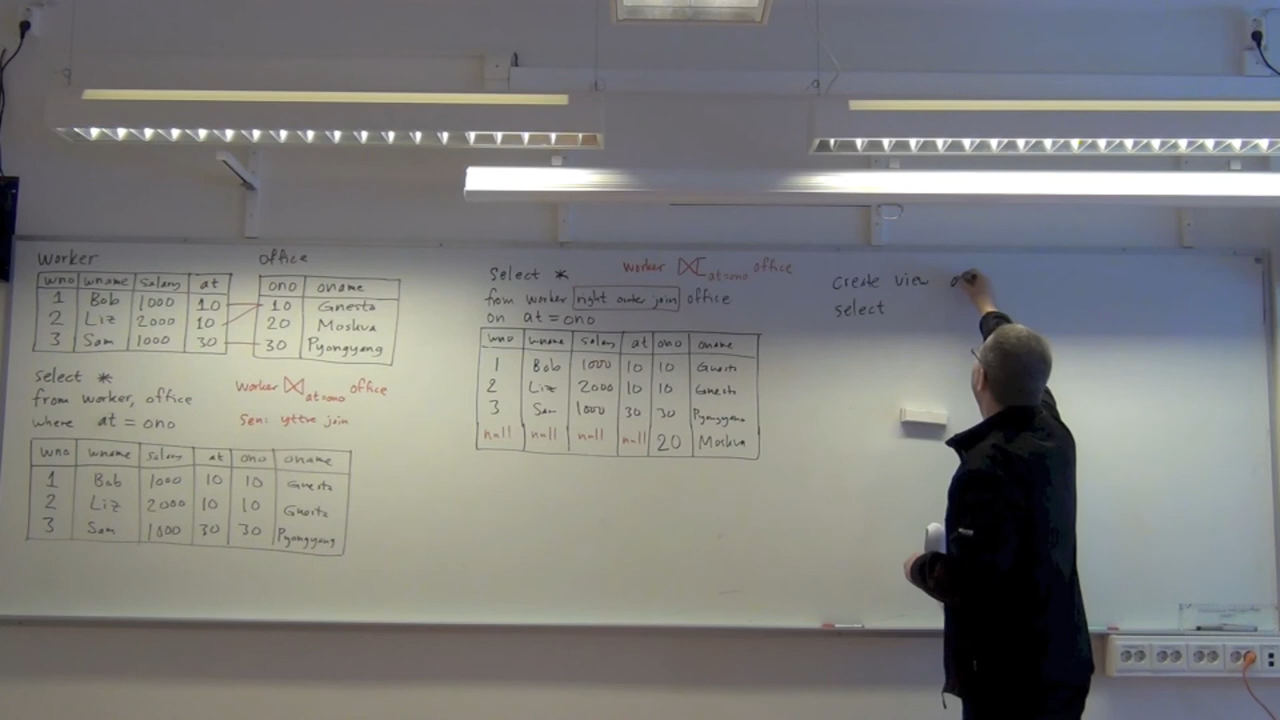 Worker
wno wname salary at
1 Bob 1000 10
2 Liz 2000 10
3 Sam 1000 30
office
ono oname
10 Gnesta
20 Moskva
30 Pyongyang
select *
from worker, office
where at = ono
worker ⋈ at=ono office
Sen: yttre join
wno wname salary at ono oname
1 Bob 1000 10 10 Gnesta
2 Liz 2000 10 10 Gnesta
3 Sam 1000 30 30 Pyongyang
select *
from worker right outer join office
on at = ono
worker ⟖ at=ono office
wno wname salary at ono oname
1 Bob 1000 10 10 Gnesta
2 Liz 2000 10 10 Gnesta
3 Sam 1000 30 30 Pyongyang
null null null null 20 Moskva
create view
select